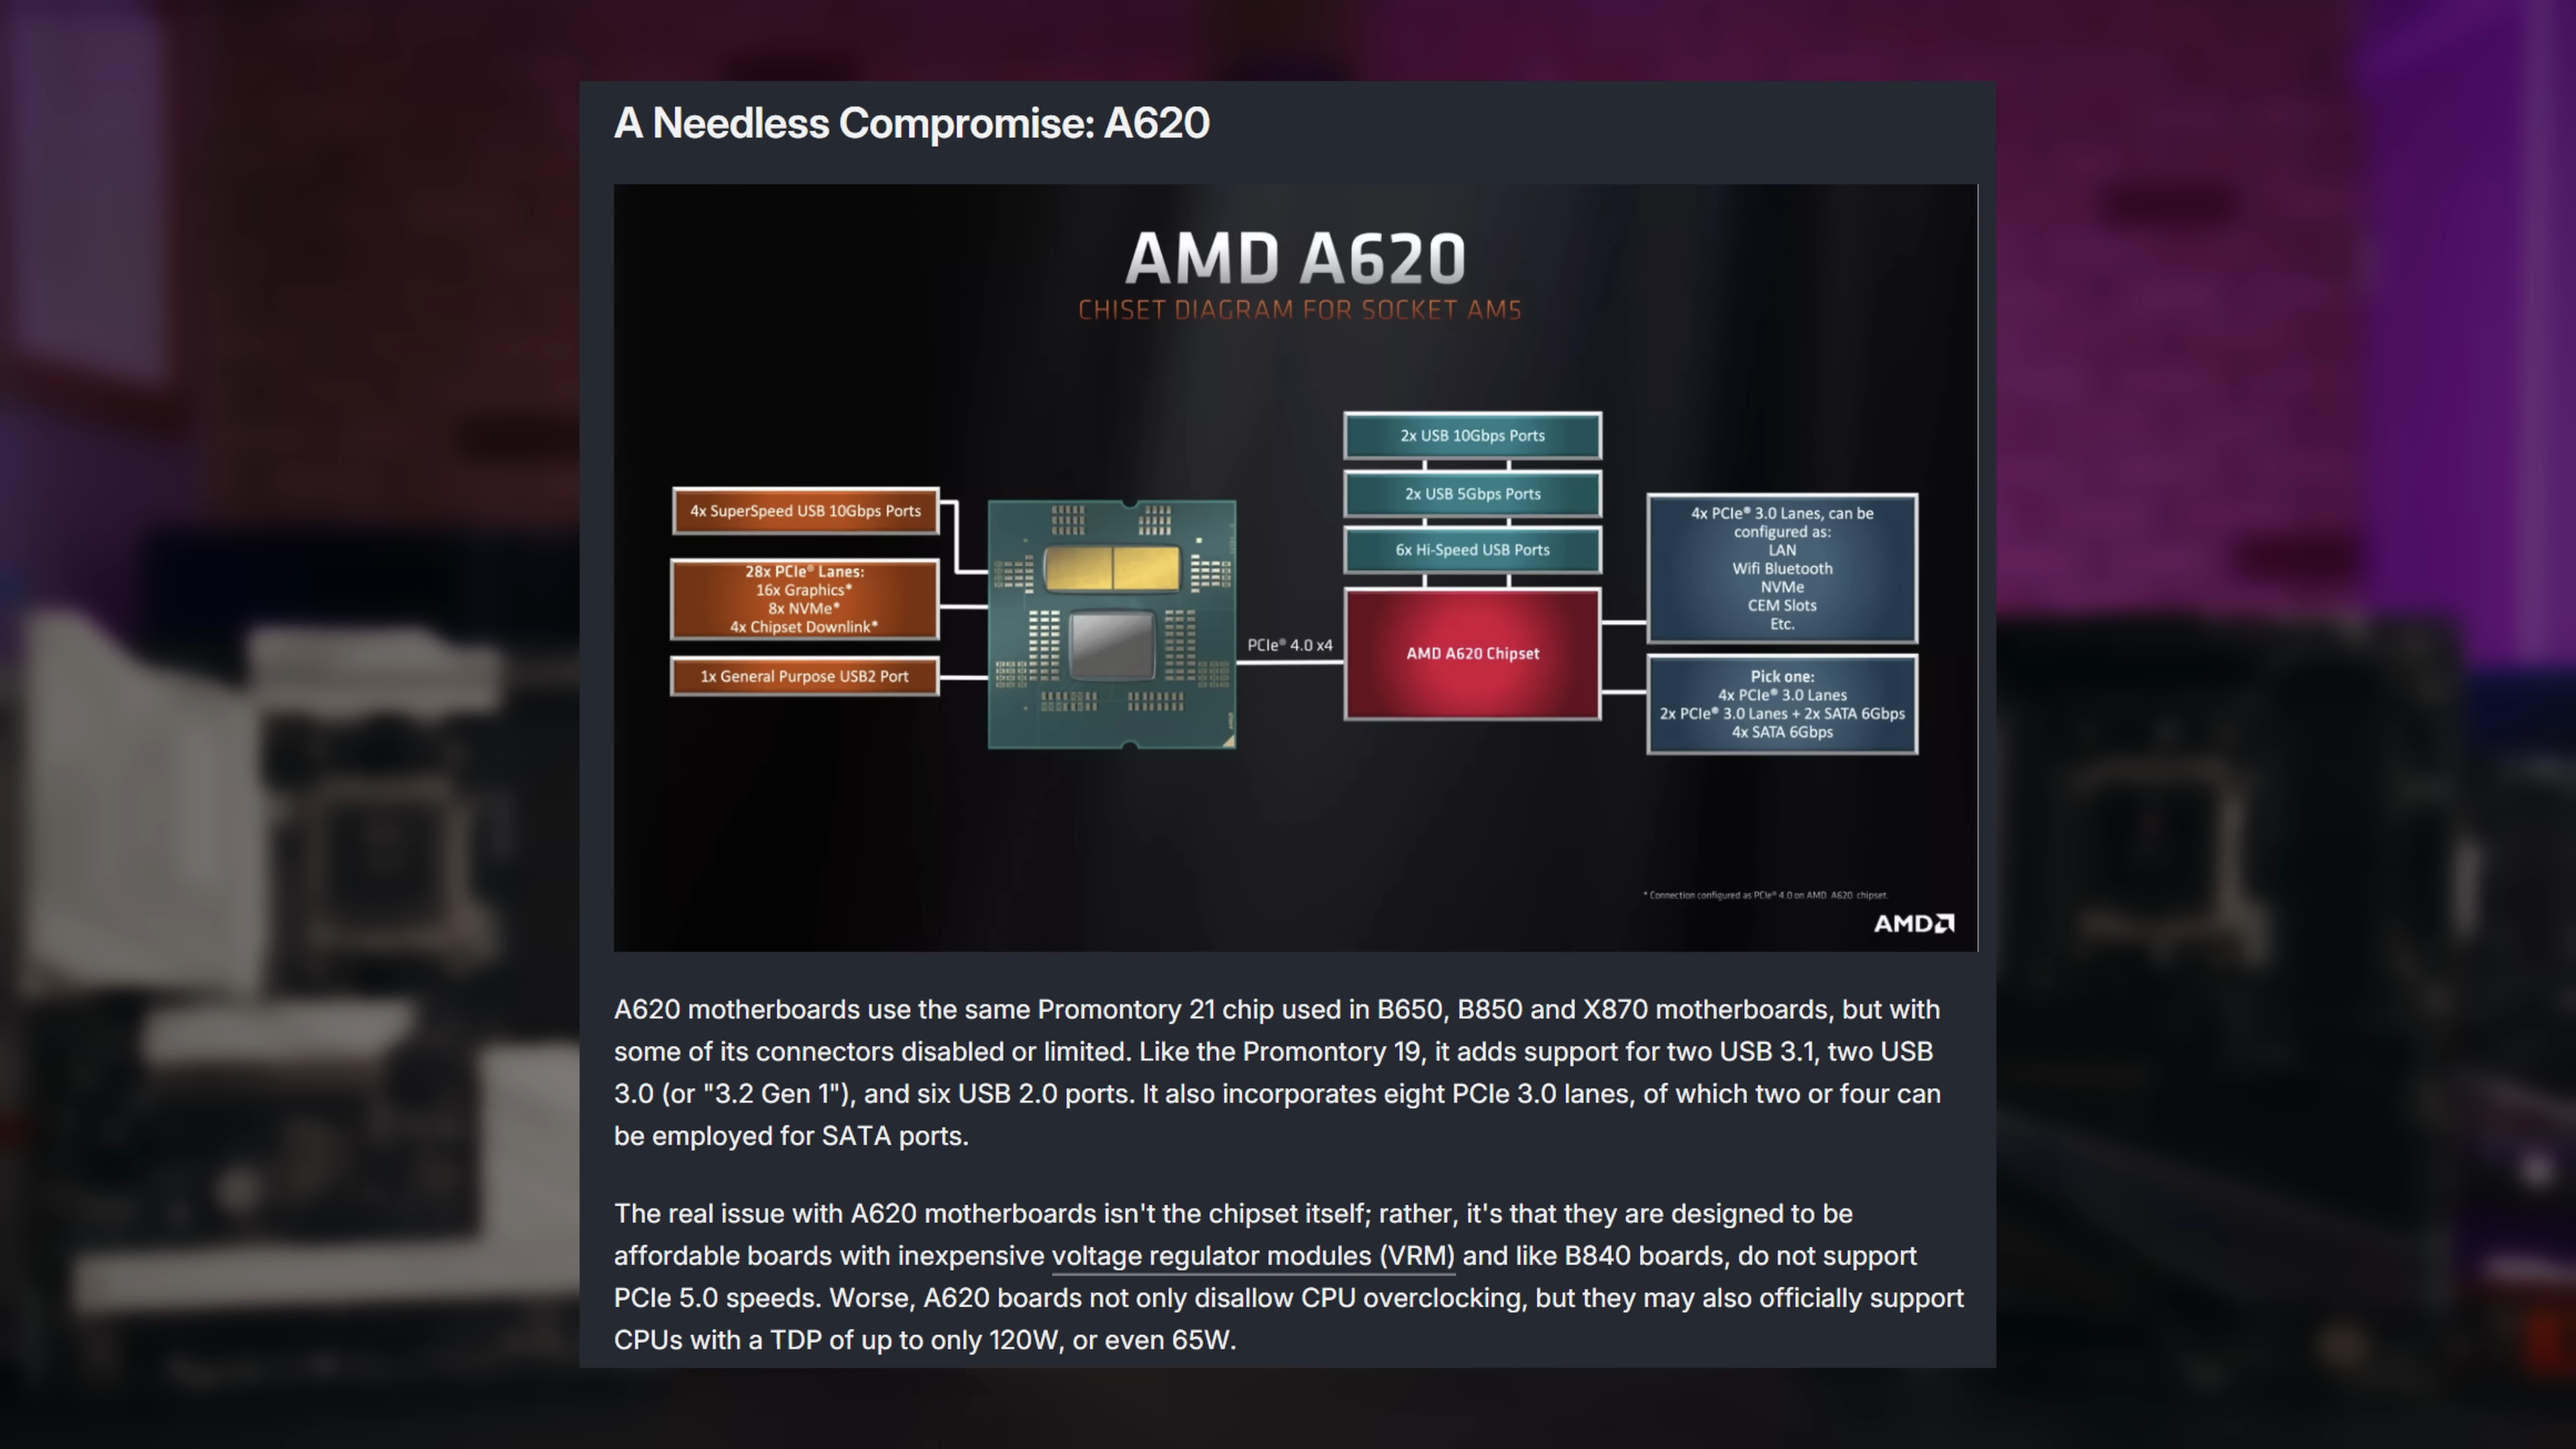 A Needless Compromise: A620
AMD A620
CHISET DIAGRAM FOR SOCKET AM5
4x SuperSpeed USB 10Gbps Ports
28x PCIe® Lanes:
16x Graphics*
8x NVMe*
4x Chipset Downlink*
1x General Purpose USB2 Port
PCIe® 4.0 x4
2x USB 10Gbps Ports
2x USB 5Gbps Ports
6x Hi-Speed USB Ports
AMD A620 Chipset
4x PCIe® 3.0 Lanes, can be
configured as:
LAN
Wifi Bluetooth
NVMe
CEM Slots
Etc.
Pick one:
4x PCIe® 3.0 Lanes
2x PCIe® 3.0 Lanes + 2x SATA 6Gbps
4x SATA 6Gbps
* Connection configured as PCIe® 4.0 on AMD A620 chipset.
AMD
A620 motherboards use the same Promontory 21 chip used in B650, B850 and X870 motherboards, but with
some of its connectors disabled or limited. Like the Promontory 19, it adds support for two USB 3.1, two USB
3.0 (or "3.2 Gen 1"), and six USB 2.0 ports. It also incorporates eight PCIe 3.0 lanes, of which two or four can
be employed for SATA ports.
The real issue with A620 motherboards isn't the chipset itself; rather, it's that they are designed to be
affordable boards with inexpensive voltage regulator modules (VRM) and like B840 boards, do not support
PCIe 5.0 speeds. Worse, A620 boards not only disallow CPU overclocking, but they may also officially support
CPUs with a TDP of up to only 120W, or even 65W.